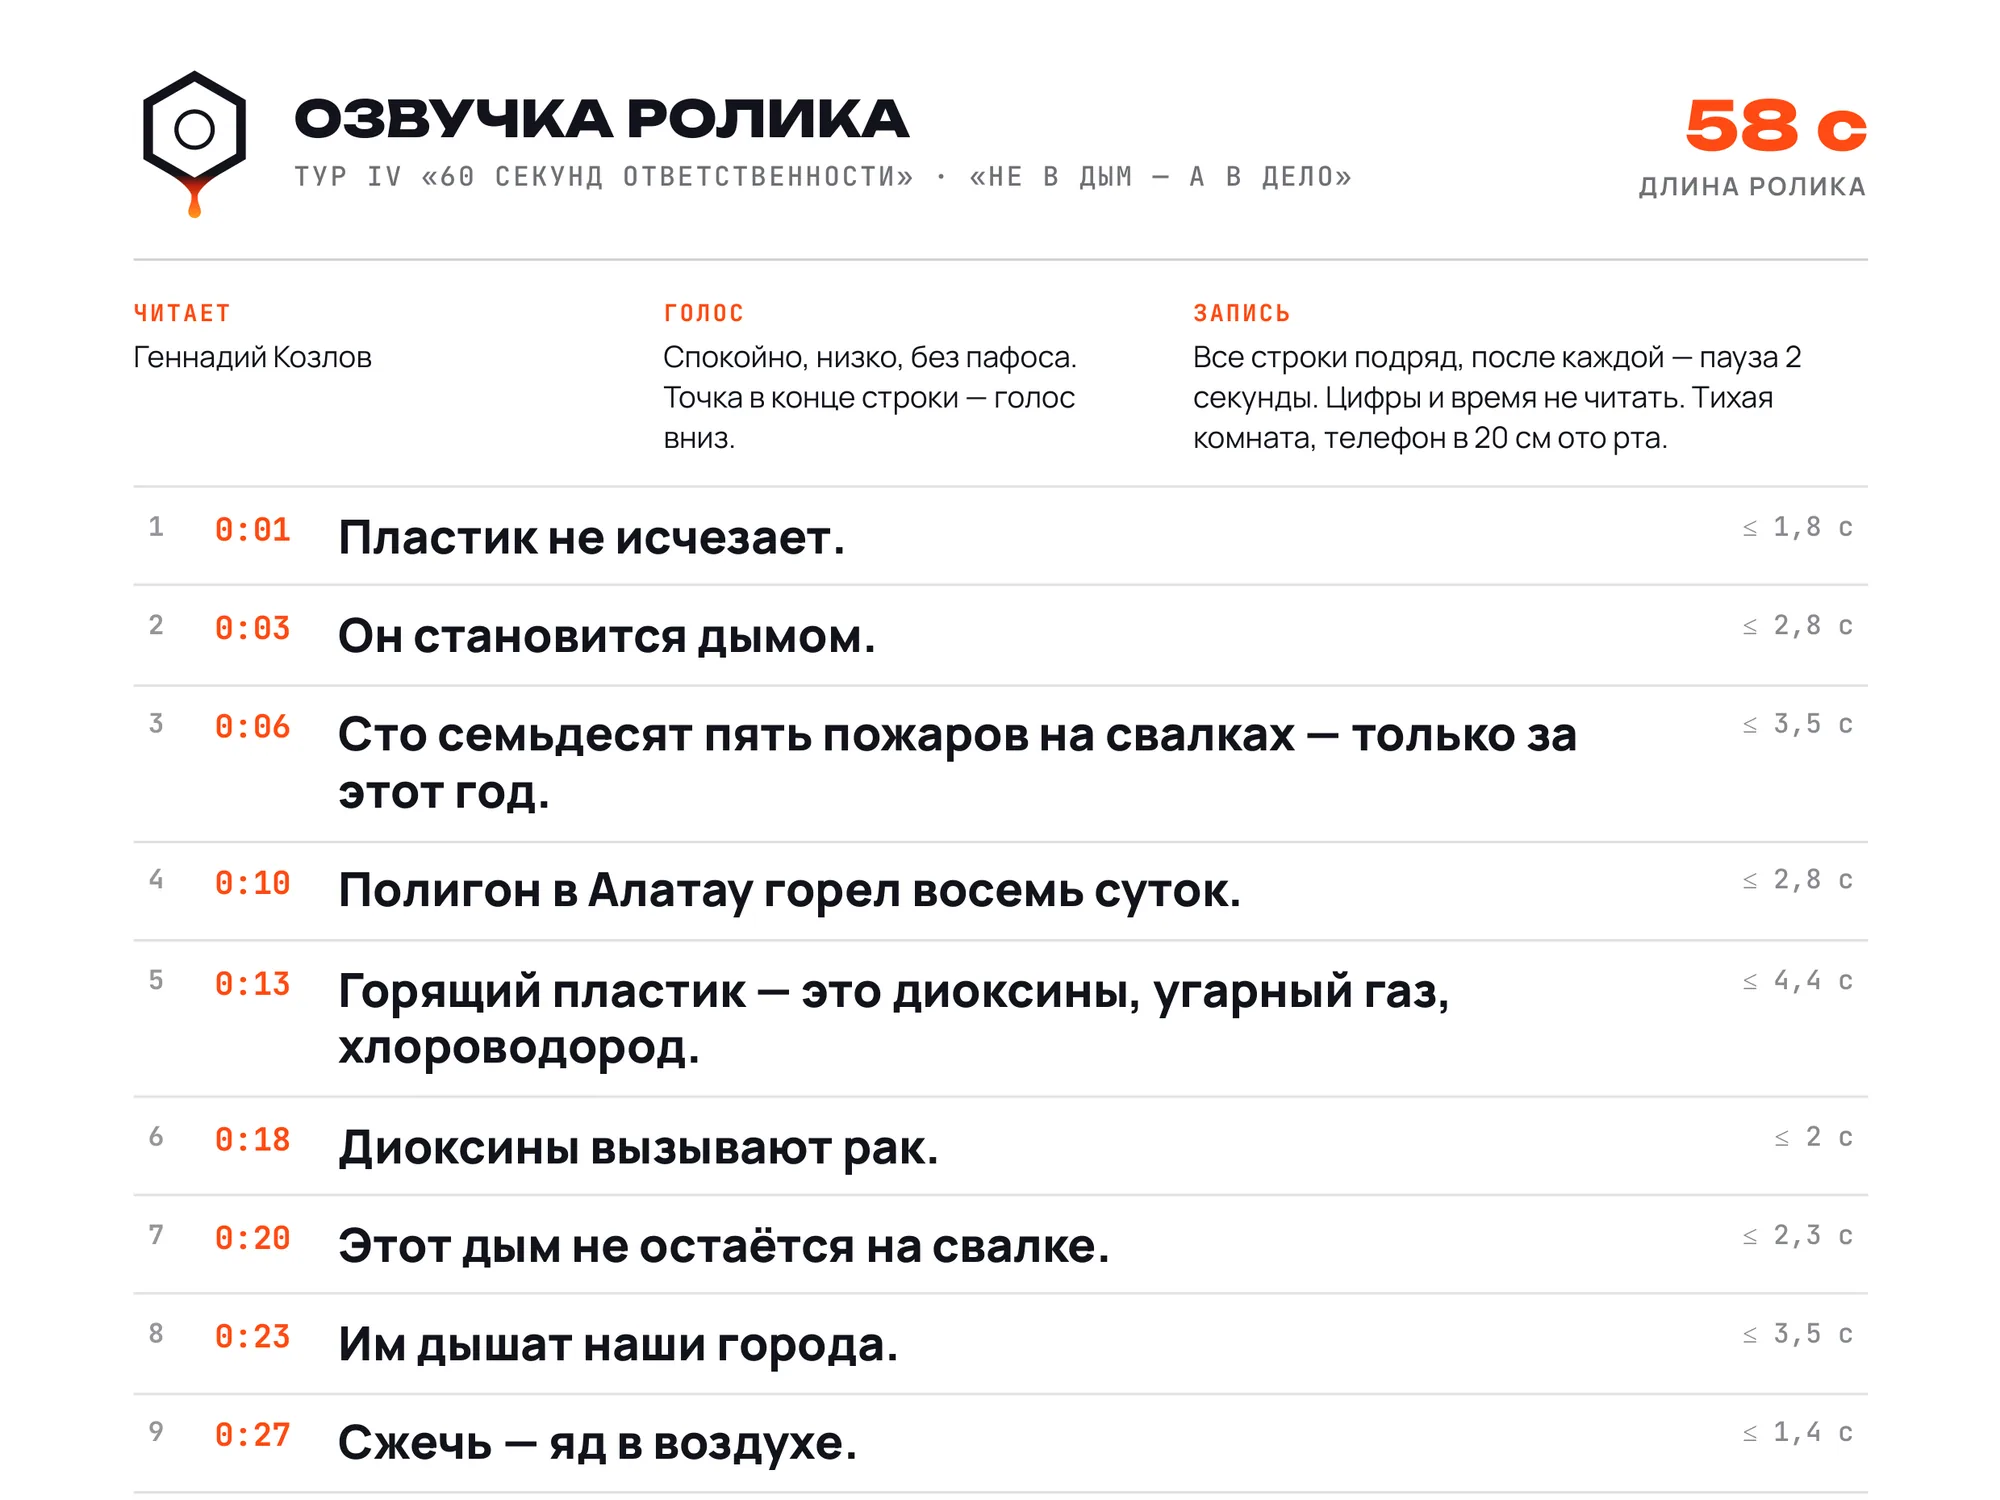 ОЗВУЧКА РОЛИКА
ТУР IV «60 СЕКУНД ОТВЕТСТВЕННОСТИ» · «НЕ В ДЫМ — А В ДЕЛО»
58 с
ДЛИНА РОЛИКА
ЧИТАЕТ
Геннадий Козлов
ГОЛОС
Спокойно, низко, без пафоса.
Точка в конце строки — голос
вниз.
ЗАПИСЬ
Все строки подряд, после каждой — пауза 2
секунды. Цифры и время не читать. Тихая
комната, телефон в 20 см ото рта.
1 0:01 Пластик не исчезает. ≤ 1,8 с
2 0:03 Он становится дымом. ≤ 2,8 с
3 0:06 Сто семьдесят пять пожаров на свалках — только за ≤ 3,5 с
этот год.
4 0:10 Полигон в Алатау горел восемь суток. ≤ 2,8 с
5 0:13 Горящий пластик — это диоксины, угарный газ, ≤ 4,4 с
хлороводород.
6 0:18 Диоксины вызывают рак. ≤ 2 с
7 0:20 Этот дым не остаётся на свалке. ≤ 2,3 с
8 0:23 Им дышат наши города. ≤ 3,5 с
9 0:27 Сжечь — яд в воздухе. ≤ 1,4 с